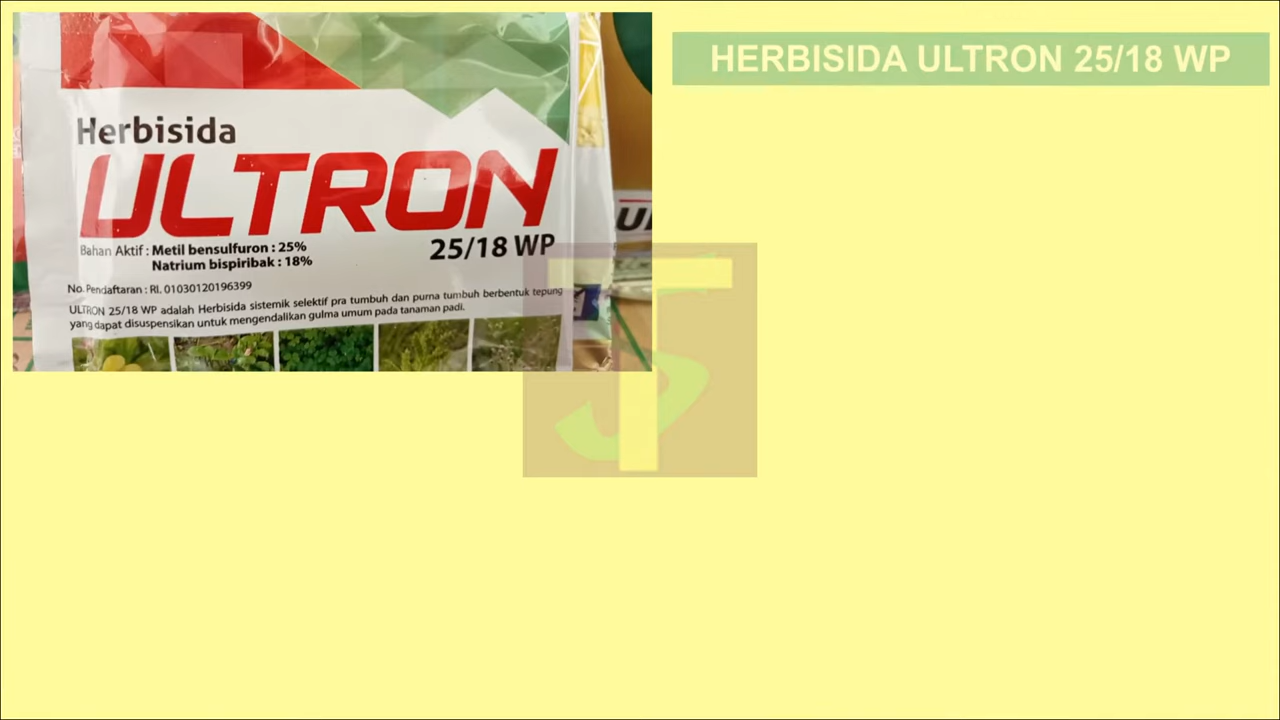 HERBISIDA ULTRON 25/18 WP
Herbisida
ULTRON
25/18 WP
Bahan Aktif : Metil bensulfuron : 25%
Natrium bispiribak : 18%
No. Pendaftaran : RI. 01030120196399
ULTRON 25/18 WP adalah Herbisida sistemik selektif pra tumbuh dan purna tumbuh berbentuk tepung
yang dapat disuspensikan untuk mengendalikan gulma umum pada tanaman padi.